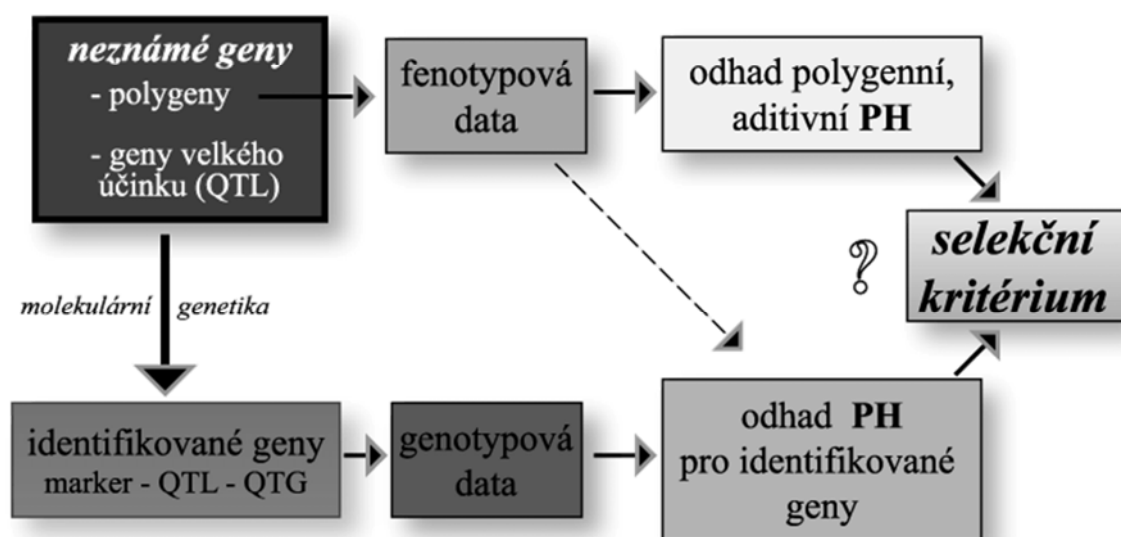 neznámé geny
- polygeny
- geny velkého
účinku (QTL)
fenotypová
data
odhad polygenní,
aditivní PH
selekční
kritérium
?
molekulární genetika
identifikované geny
marker - QTL - QTG
genotypová
data
odhad PH
pro identifikované
geny